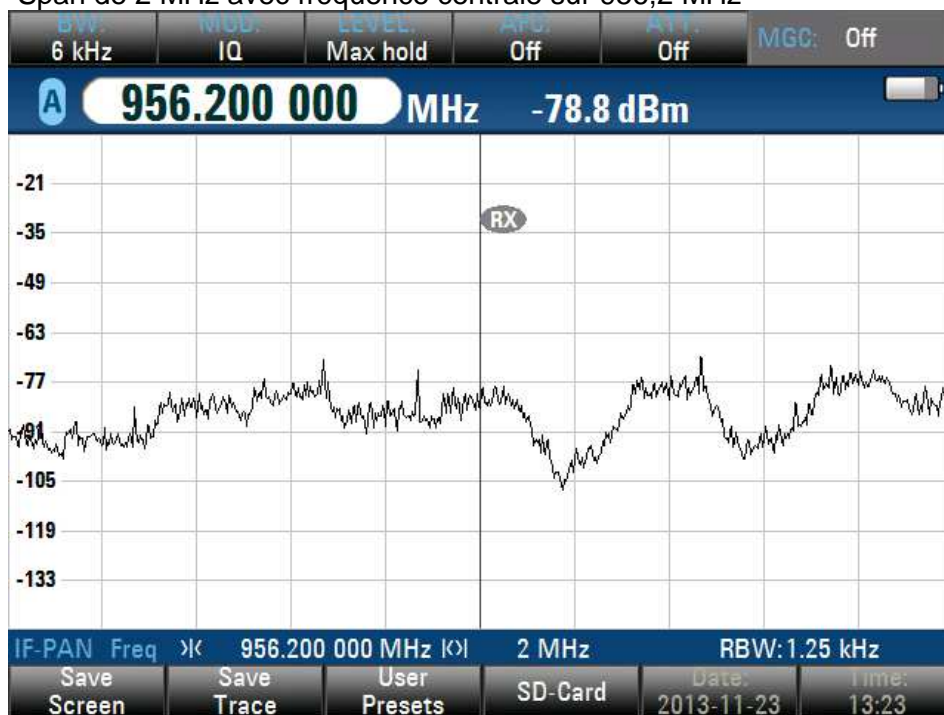 Span de 2 MHz avec fréquence centrale sur 956,2 MHz
BW: MOD: LEVEL: AFC: ATT: MGC: Off
6 kHz IQ Max hold Off Off
A 956.200 000 MHz -78.8 dBm
-21
RX
-35
-49
-63
-77
-91
-105
-119
-133
IF-PAN Freq 956.200 000 MHz 2 MHz RBW:1.25 kHz
Save Screen Save Trace User Presets SD-Card Date: 2013-11-23 Time: 13:23